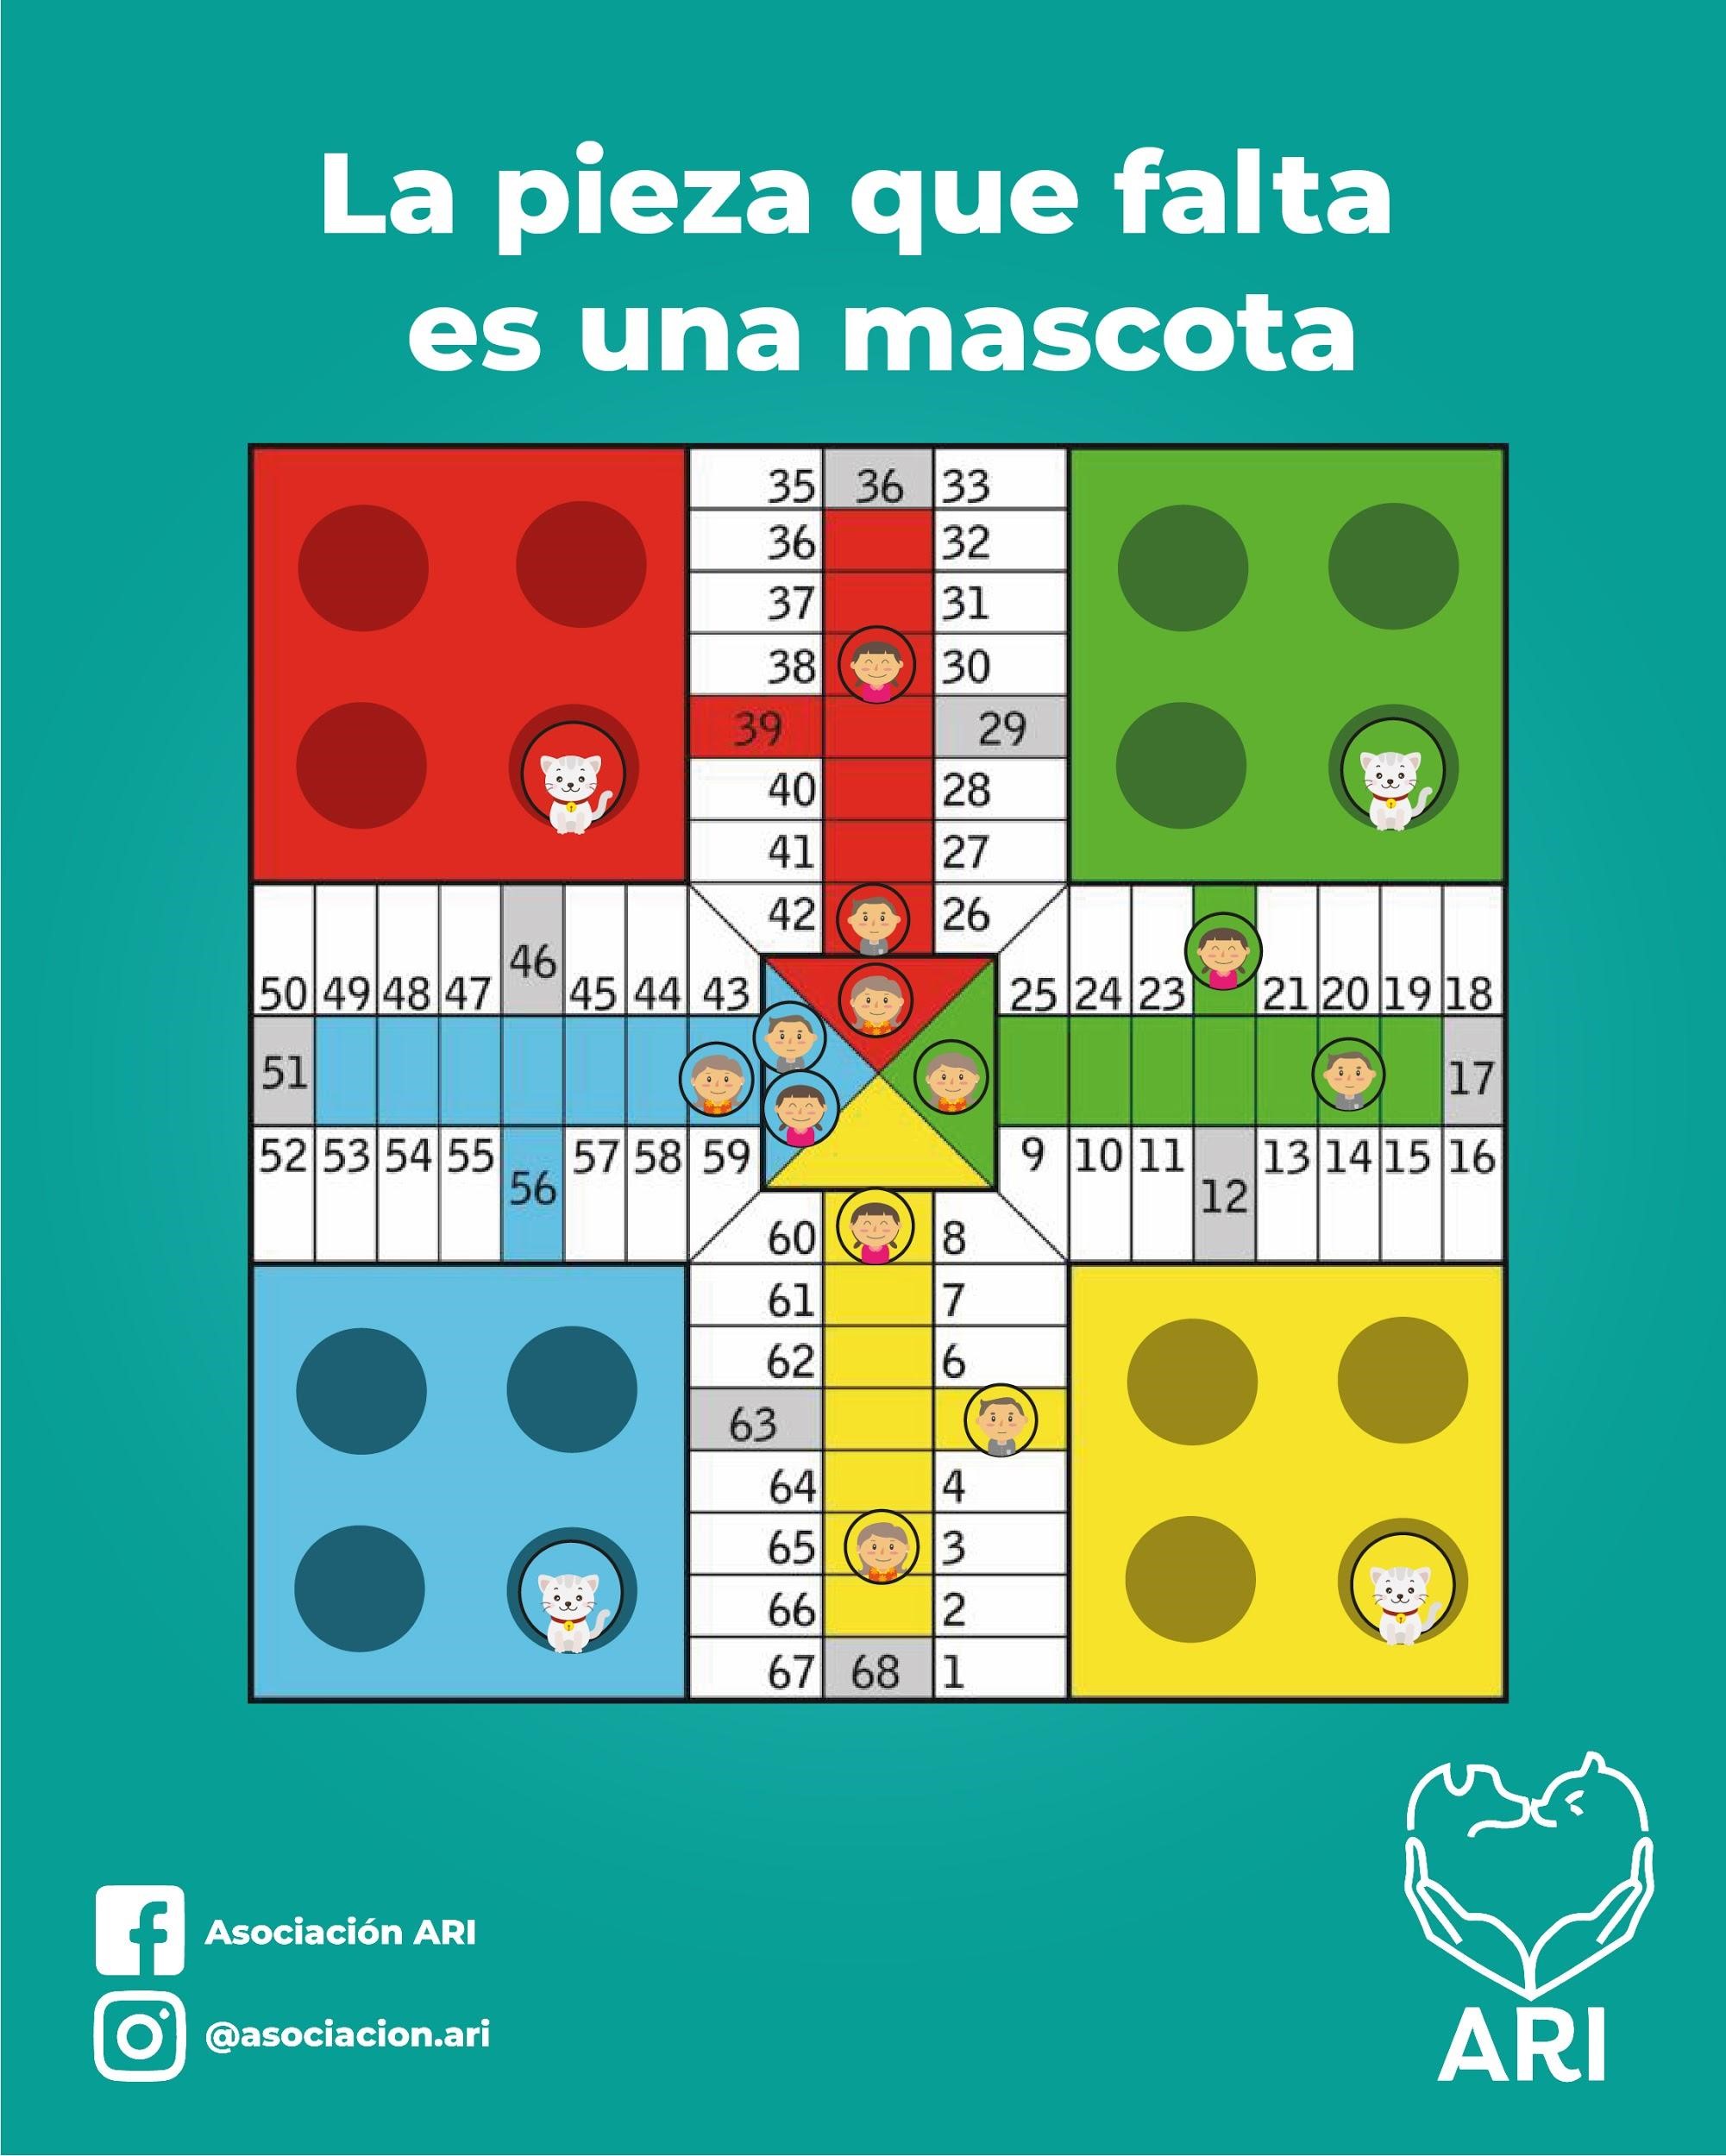 La pieza que falta
es una mascota
35 36 33
36 32
37 31
38 30
39 29
40 28
41 27
42 26
50 49 48 47 46 45 44 43 25 24 23 21 20 19 18
51 17
52 53 54 55 56 57 58 59 9 10 11 12 13 14 15 16
60 8
61 7
62 6
63
64 4
65 3
66 2
67 68 1
Asociación ARI
@asociacion.ari
ARI